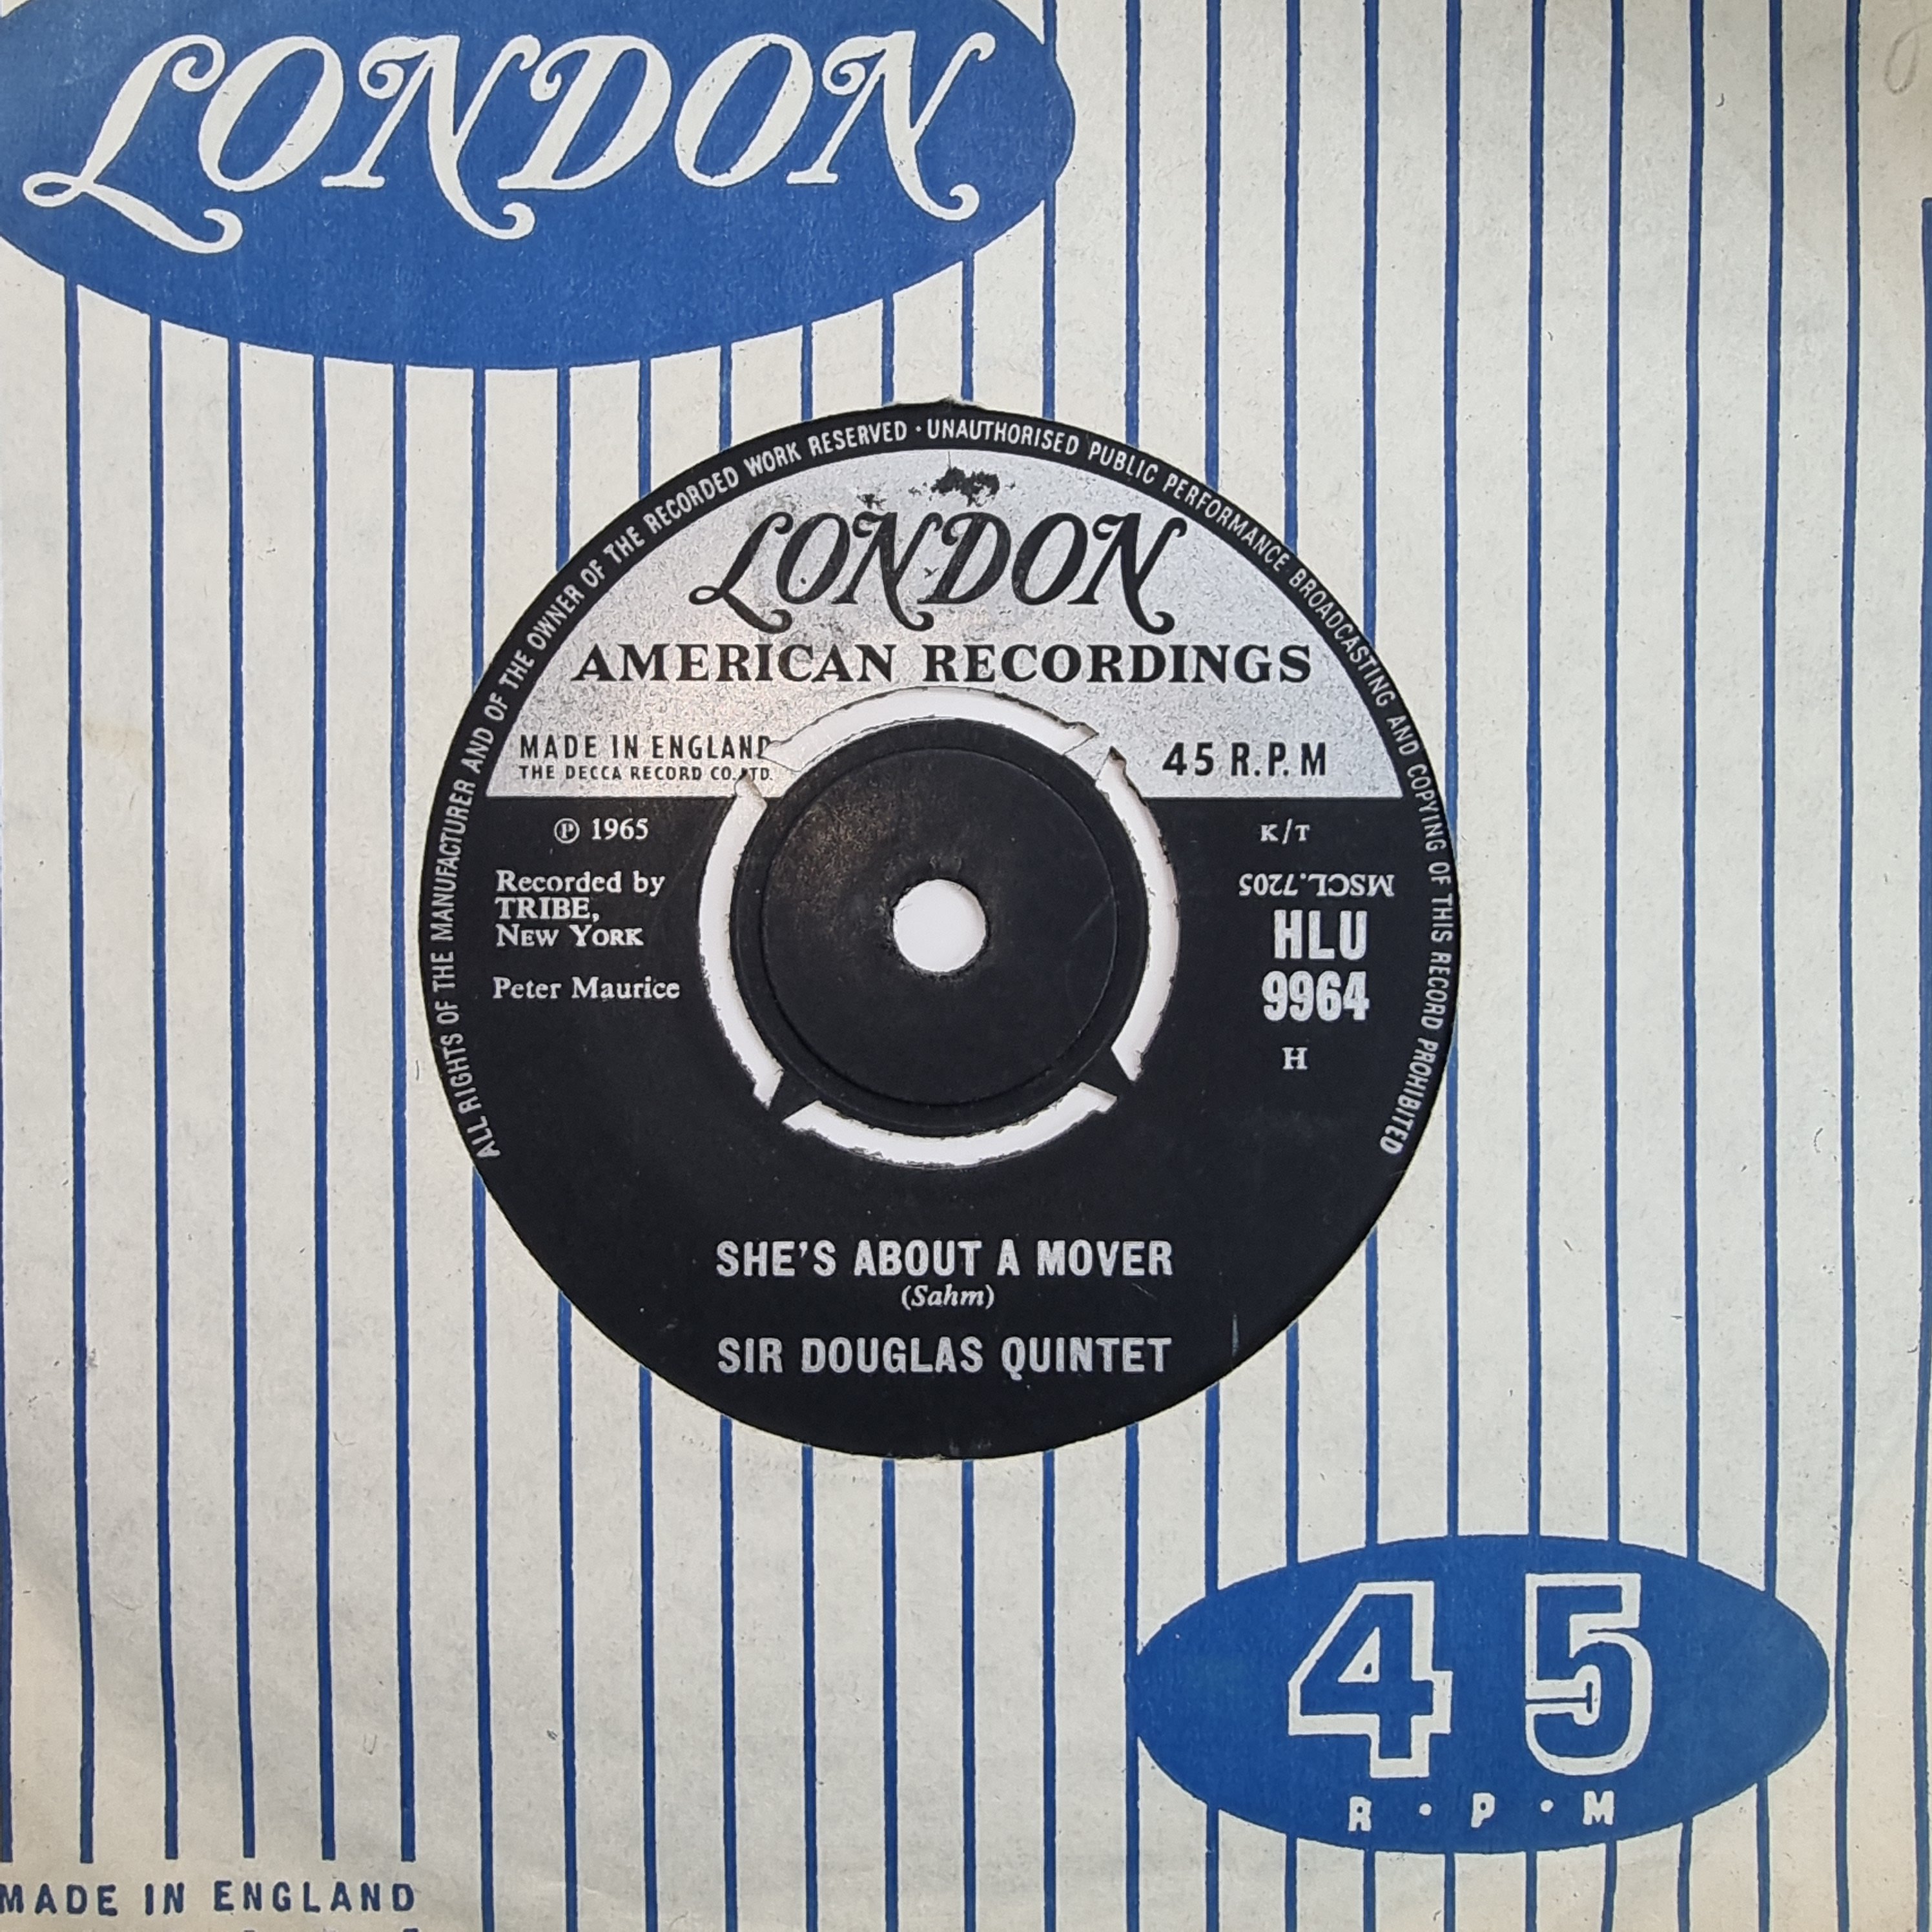 LONDON
ALL RIGHTS OF THE MANUFACTURER AND OF THE OWNER OF THE RECORDED WORK RESERVED · UNAUTHORISED PUBLIC PERFORMANCE BROADCASTING AND COPYING OF THIS RECORD PROHIBITED
LONDON
AMERICAN RECORDINGS
MADE IN ENGLAND
THE DECCA RECORD CO. LTD.
45 R.P.M
℗ 1965
Recorded by
TRIBE,
NEW YORK
Peter Maurice
K/T
MSCL.7205
HLU
9964
H
SHE'S ABOUT A MOVER
(Sahm)
SIR DOUGLAS QUINTET
45
R·P·M
MADE IN ENGLAND